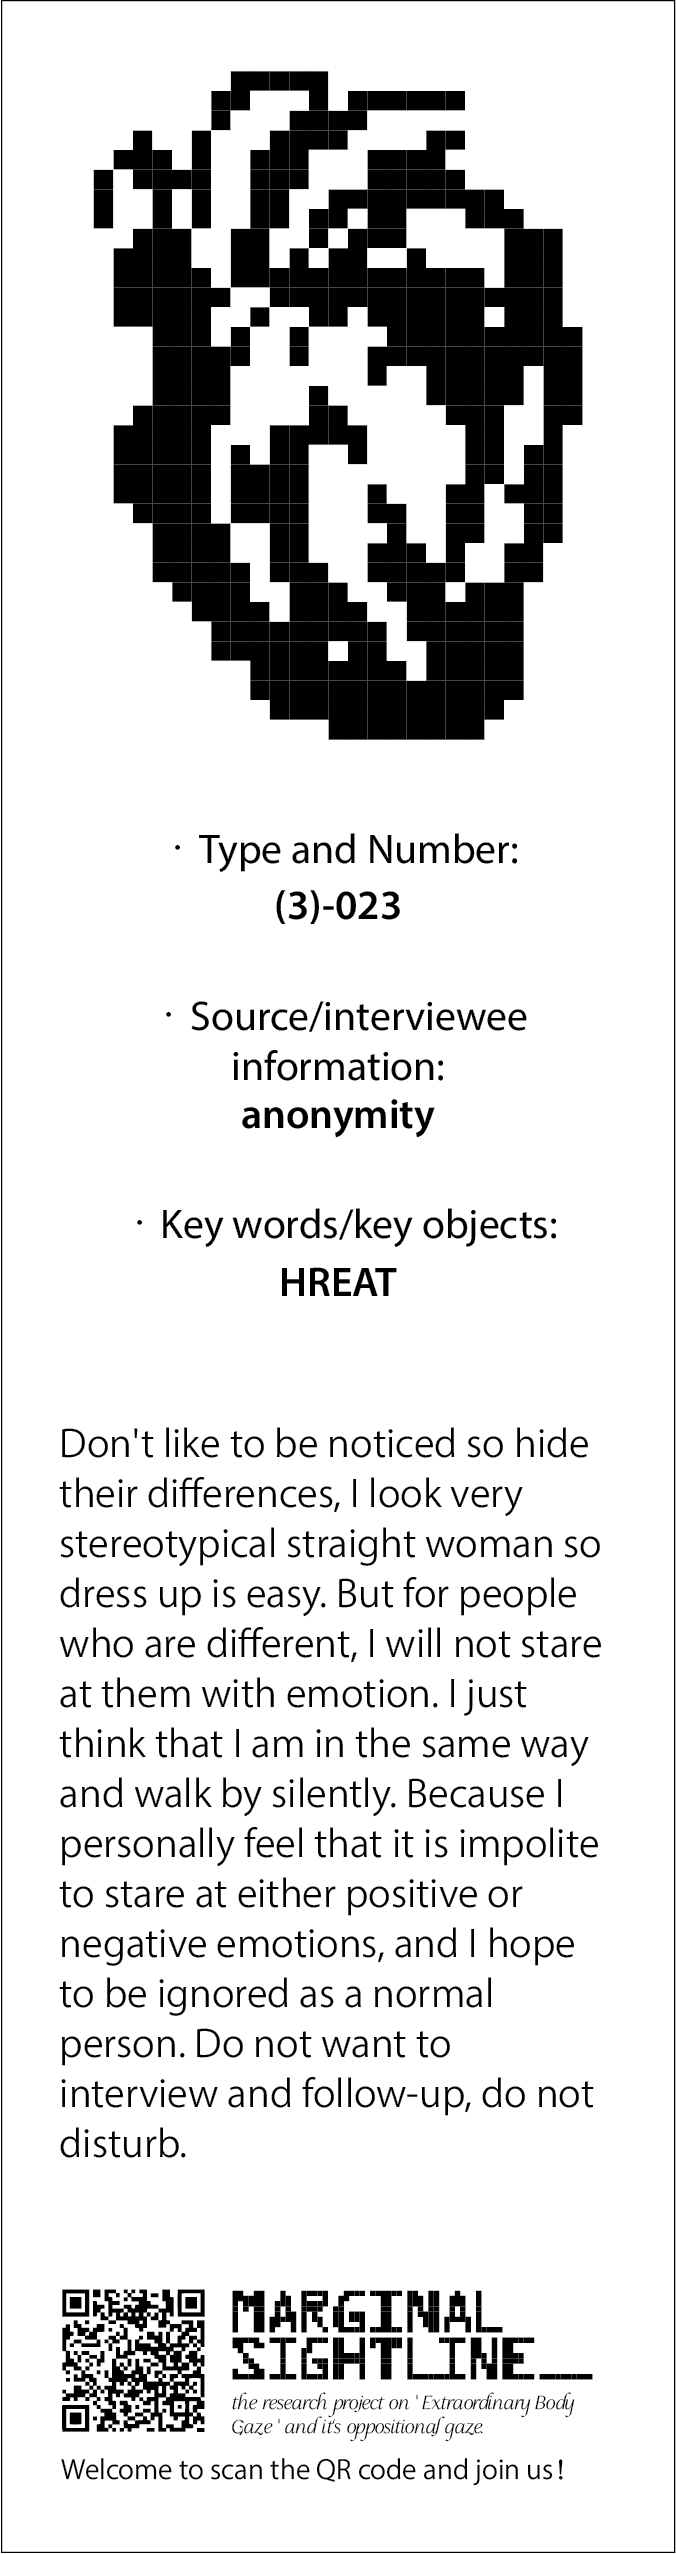 · Type and Number:
(3)-023
· Source/interviewee
information:
anonymity
· Key words/key objects:
HREAT
Don't like to be noticed so hide
their differences, I look very
stereotypical straight woman so
dress up is easy. But for people
who are different, I will not stare
at them with emotion. I just
think that I am in the same way
and walk by silently. Because I
personally feel that it is impolite
to stare at either positive or
negative emotions, and I hope
to be ignored as a normal
person. Do not want to
interview and follow-up, do not
disturb.
MARGINAL
SIGHTLINE_
the research project on ' Extraordinary Body
Gaze ' and it's oppositional gaze.
Welcome to scan the QR code and join us!